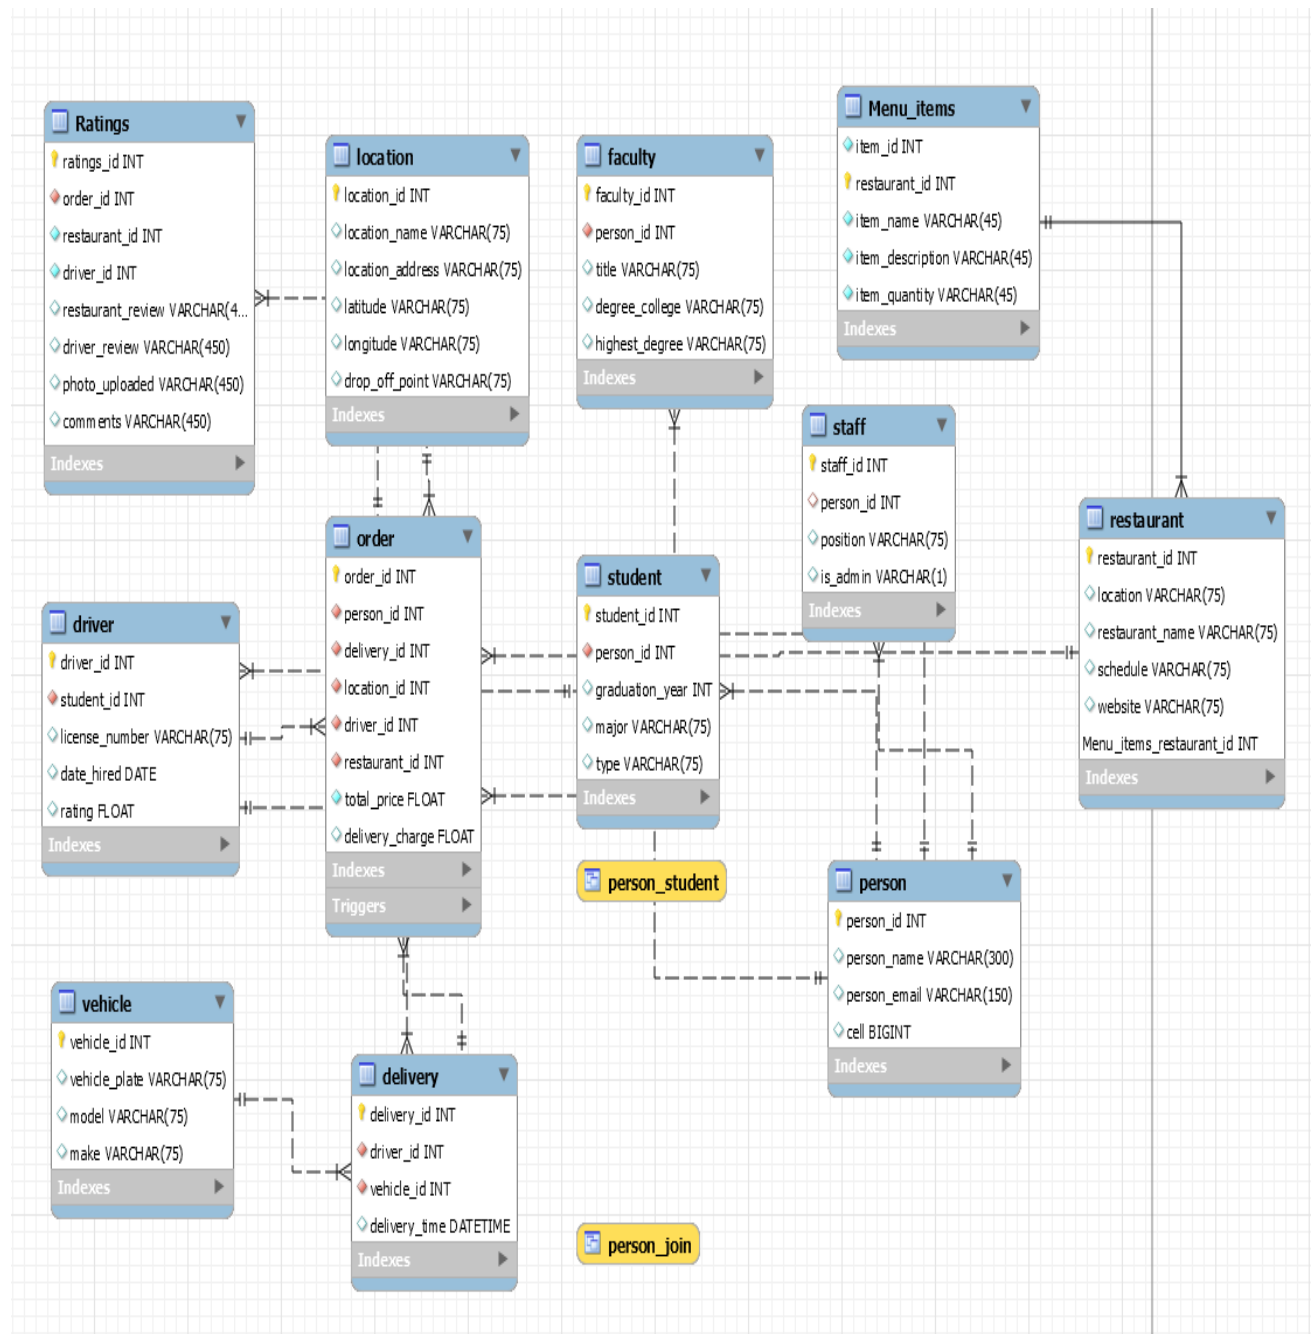 Ratings
ratings_id INT
order_id INT
restaurant_id INT
driver_id INT
restaurant_review VARCHAR(4...
driver_review VARCHAR(450)
photo_uploaded VARCHAR(450)
comments VARCHAR(450)
Indexes
location
location_id INT
location_name VARCHAR(75)
location_address VARCHAR(75)
latitude VARCHAR(75)
longitude VARCHAR(75)
drop_off_point VARCHAR(75)
Indexes
faculty
faculty_id INT
person_id INT
title VARCHAR(75)
degree_college VARCHAR(75)
highest_degree VARCHAR(75)
Indexes
Menu_items
item_id INT
restaurant_id INT
item_name VARCHAR(45)
item_description VARCHAR(45)
item_quantity VARCHAR(45)
Indexes
staff
staff_id INT
person_id INT
position VARCHAR(75)
is_admin VARCHAR(1)
Indexes
restaurant
restaurant_id INT
location VARCHAR(75)
restaurant_name VARCHAR(75)
schedule VARCHAR(75)
website VARCHAR(75)
Menu_items_restaurant_id INT
Indexes
order
order_id INT
person_id INT
delivery_id INT
location_id INT
driver_id INT
restaurant_id INT
total_price FLOAT
delivery_charge FLOAT
Indexes
Triggers
student
student_id INT
person_id INT
graduation_year INT
major VARCHAR(75)
type VARCHAR(75)
Indexes
driver
driver_id INT
student_id INT
license_number VARCHAR(75)
date_hired DATE
rating FLOAT
Indexes
person_student
person
person_id INT
person_name VARCHAR(300)
person_email VARCHAR(150)
cell BIGINT
Indexes
vehicle
vehicle_id INT
vehicle_plate VARCHAR(75)
model VARCHAR(75)
make VARCHAR(75)
Indexes
delivery
delivery_id INT
driver_id INT
vehicle_id INT
delivery_time DATETIME
Indexes
person_join